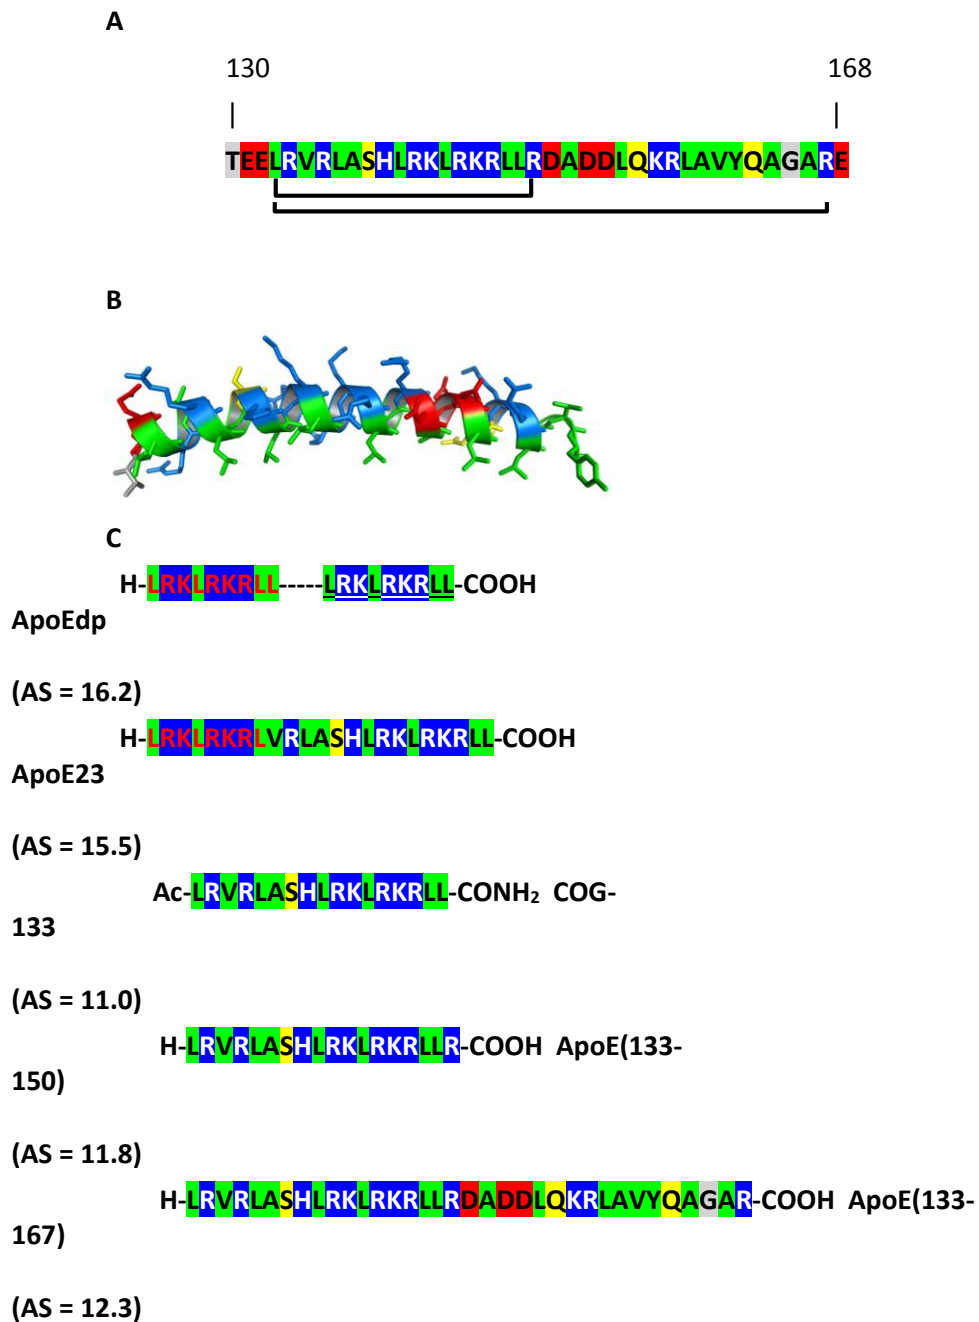 A
130 168
TEELRVRLASHLRKLRKRLLRDADDLQKRLAVYQAGARE
B
C
H-LRKLRKRLL-----LRKLRKRLL-COOH
ApoEdp
(AS = 16.2)
H-LRKLRKRLVRLASHLRKLRKRLL-COOH
ApoE23
(AS = 15.5)
Ac-LRVRLASHLRKLRKRLL-CONH₂ COG-
133
(AS = 11.0)
H-LRVRLASHLRKLRKRLLR-COOH ApoE(133-
150)
(AS = 11.8)
H-LRVRLASHLRKLRKRLLRDADDLQKRLAVYQAGAR-COOH ApoE(133-
167)
(AS = 12.3)